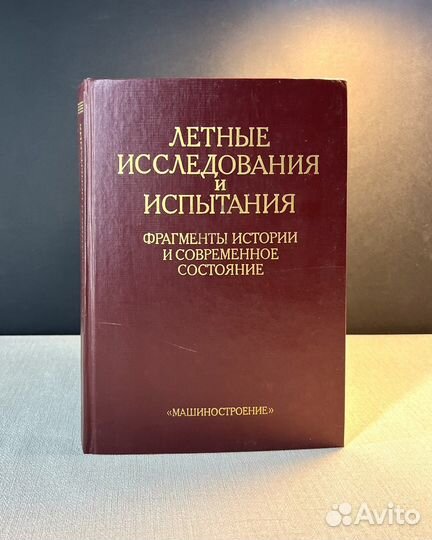 ЛЕТНЫЕ
ИССЛЕДОВАНИЯ
И
ИСПЫТАНИЯ
ФРАГМЕНТЫ ИСТОРИИ
И СОВРЕМЕННОЕ
СОСТОЯНИЕ
«МАШИНОСТРОЕНИЕ»
Avito